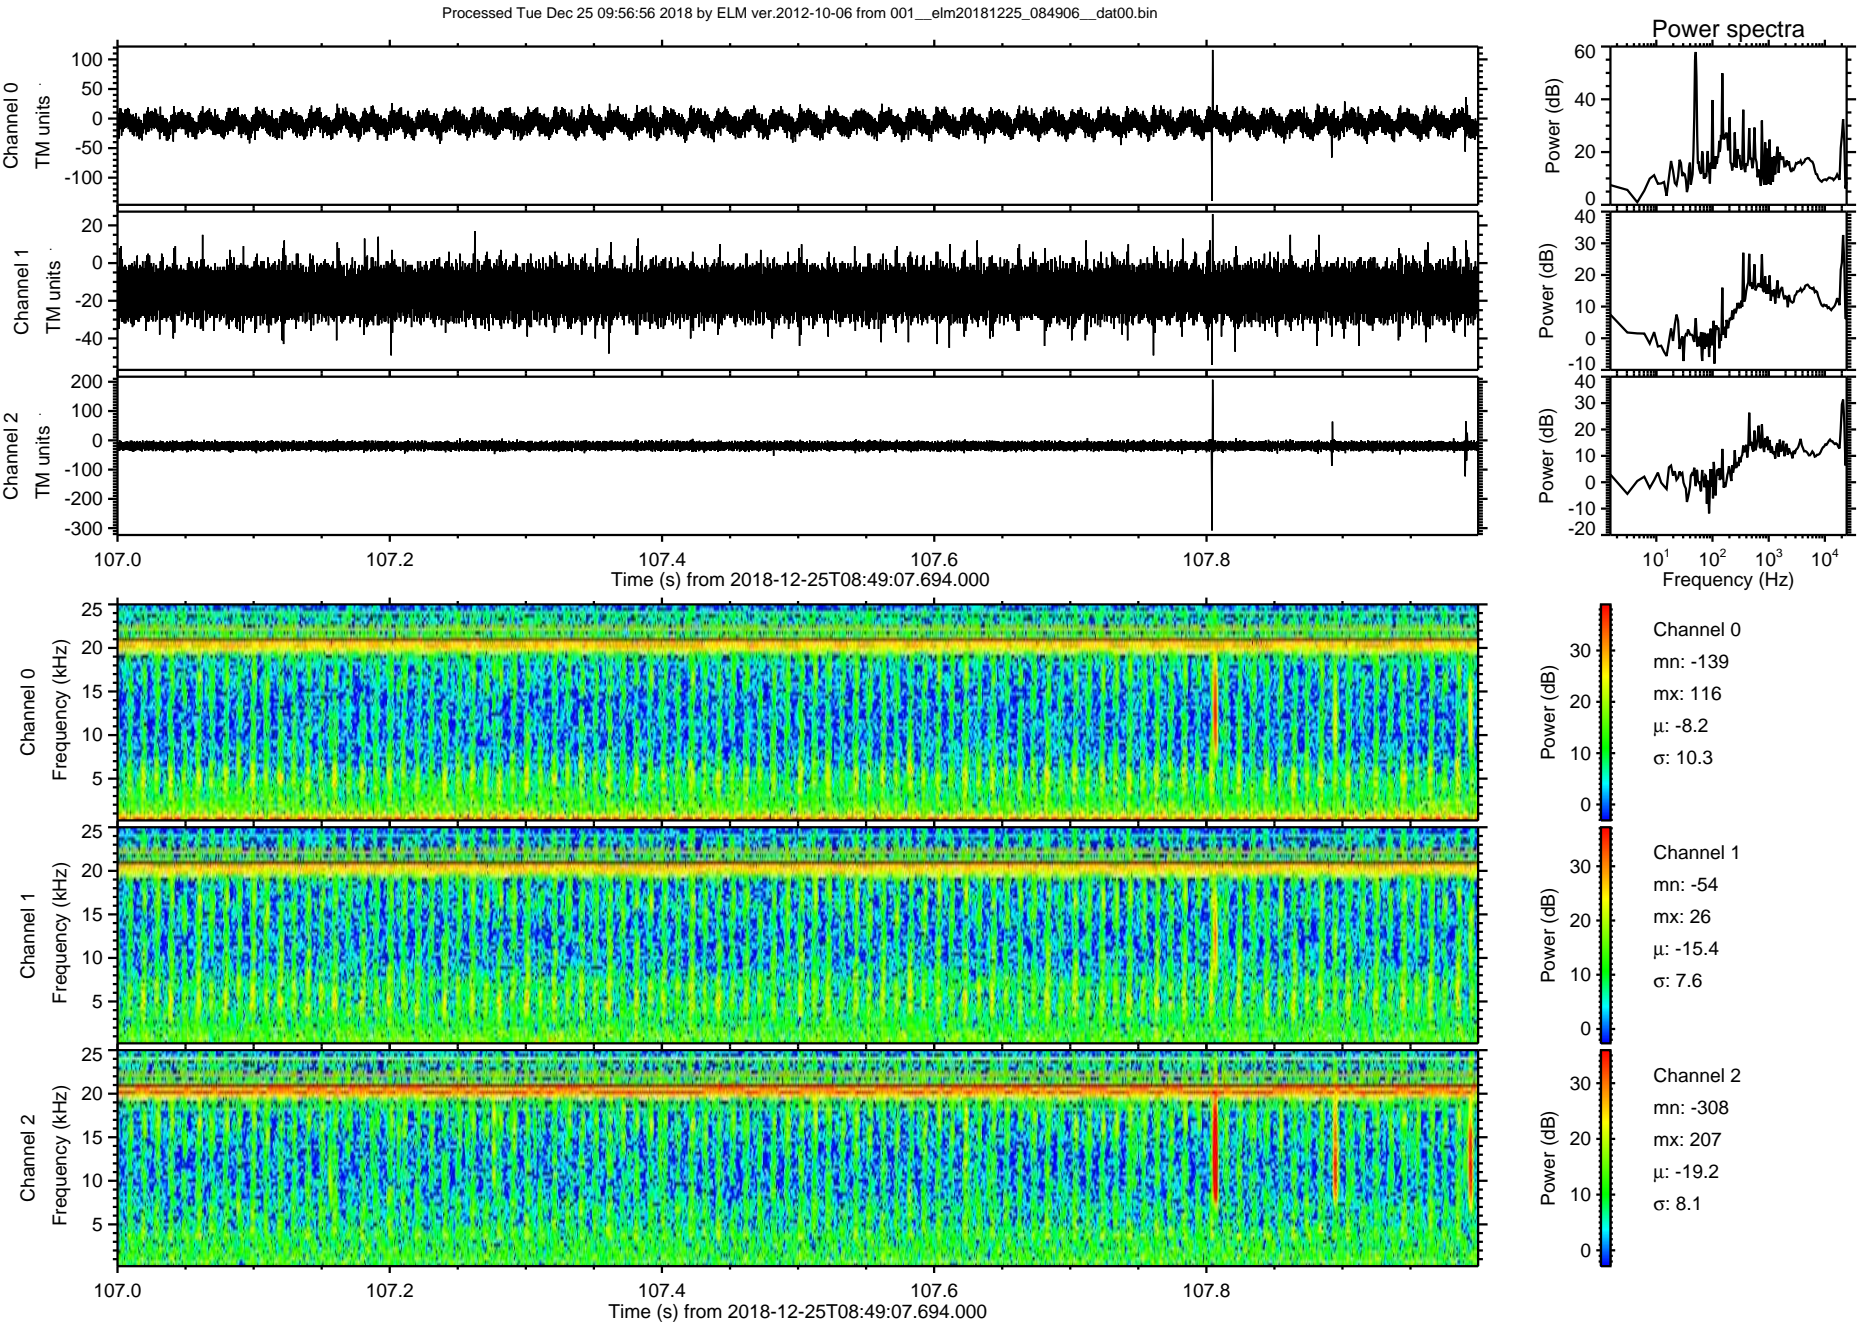 Processed Tue Dec 25 09:56:56 2018 by ELM ver.2012-10-06 from 001__elm20181225_084906__dat00.bin
Power spectra
Channel 0
TM units
100
50
0
-50
-100
Power (dB)
60
40
20
0
Channel 1
TM units
20
0
-20
-40
Power (dB)
40
30
20
10
0
-10
Channel 2
TM units
200
100
0
-100
-200
-300
Power (dB)
40
30
20
10
0
-10
-20
107.0 107.2 107.4 107.6 107.8
Time (s) from 2018-12-25T08:49:07.694.000
10¹ 10² 10³ 10⁴
Frequency (Hz)
Channel 0
Frequency (kHz)
25
20
15
10
5
Power (dB)
30
20
10
0
Channel 0
mn: -139
mx: 116
μ: -8.2
σ: 10.3
Channel 1
Frequency (kHz)
25
20
15
10
5
Power (dB)
30
20
10
0
Channel 1
mn: -54
mx: 26
μ: -15.4
σ: 7.6
Channel 2
Frequency (kHz)
25
20
15
10
5
Power (dB)
30
20
10
0
Channel 2
mn: -308
mx: 207
μ: -19.2
σ: 8.1
107.0 107.2 107.4 107.6 107.8
Time (s) from 2018-12-25T08:49:07.694.000